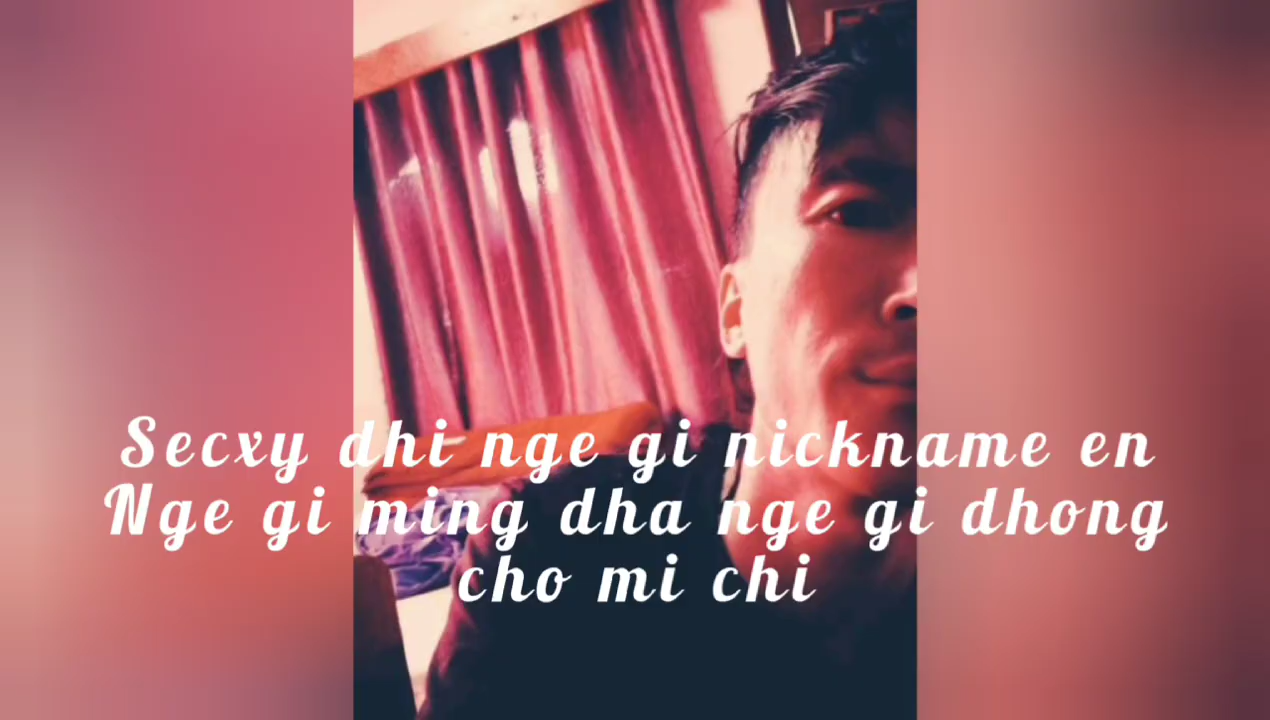 Secxy dhi nge gi nickname en
Nge gi ming dha nge gi dhong
cho mi chi